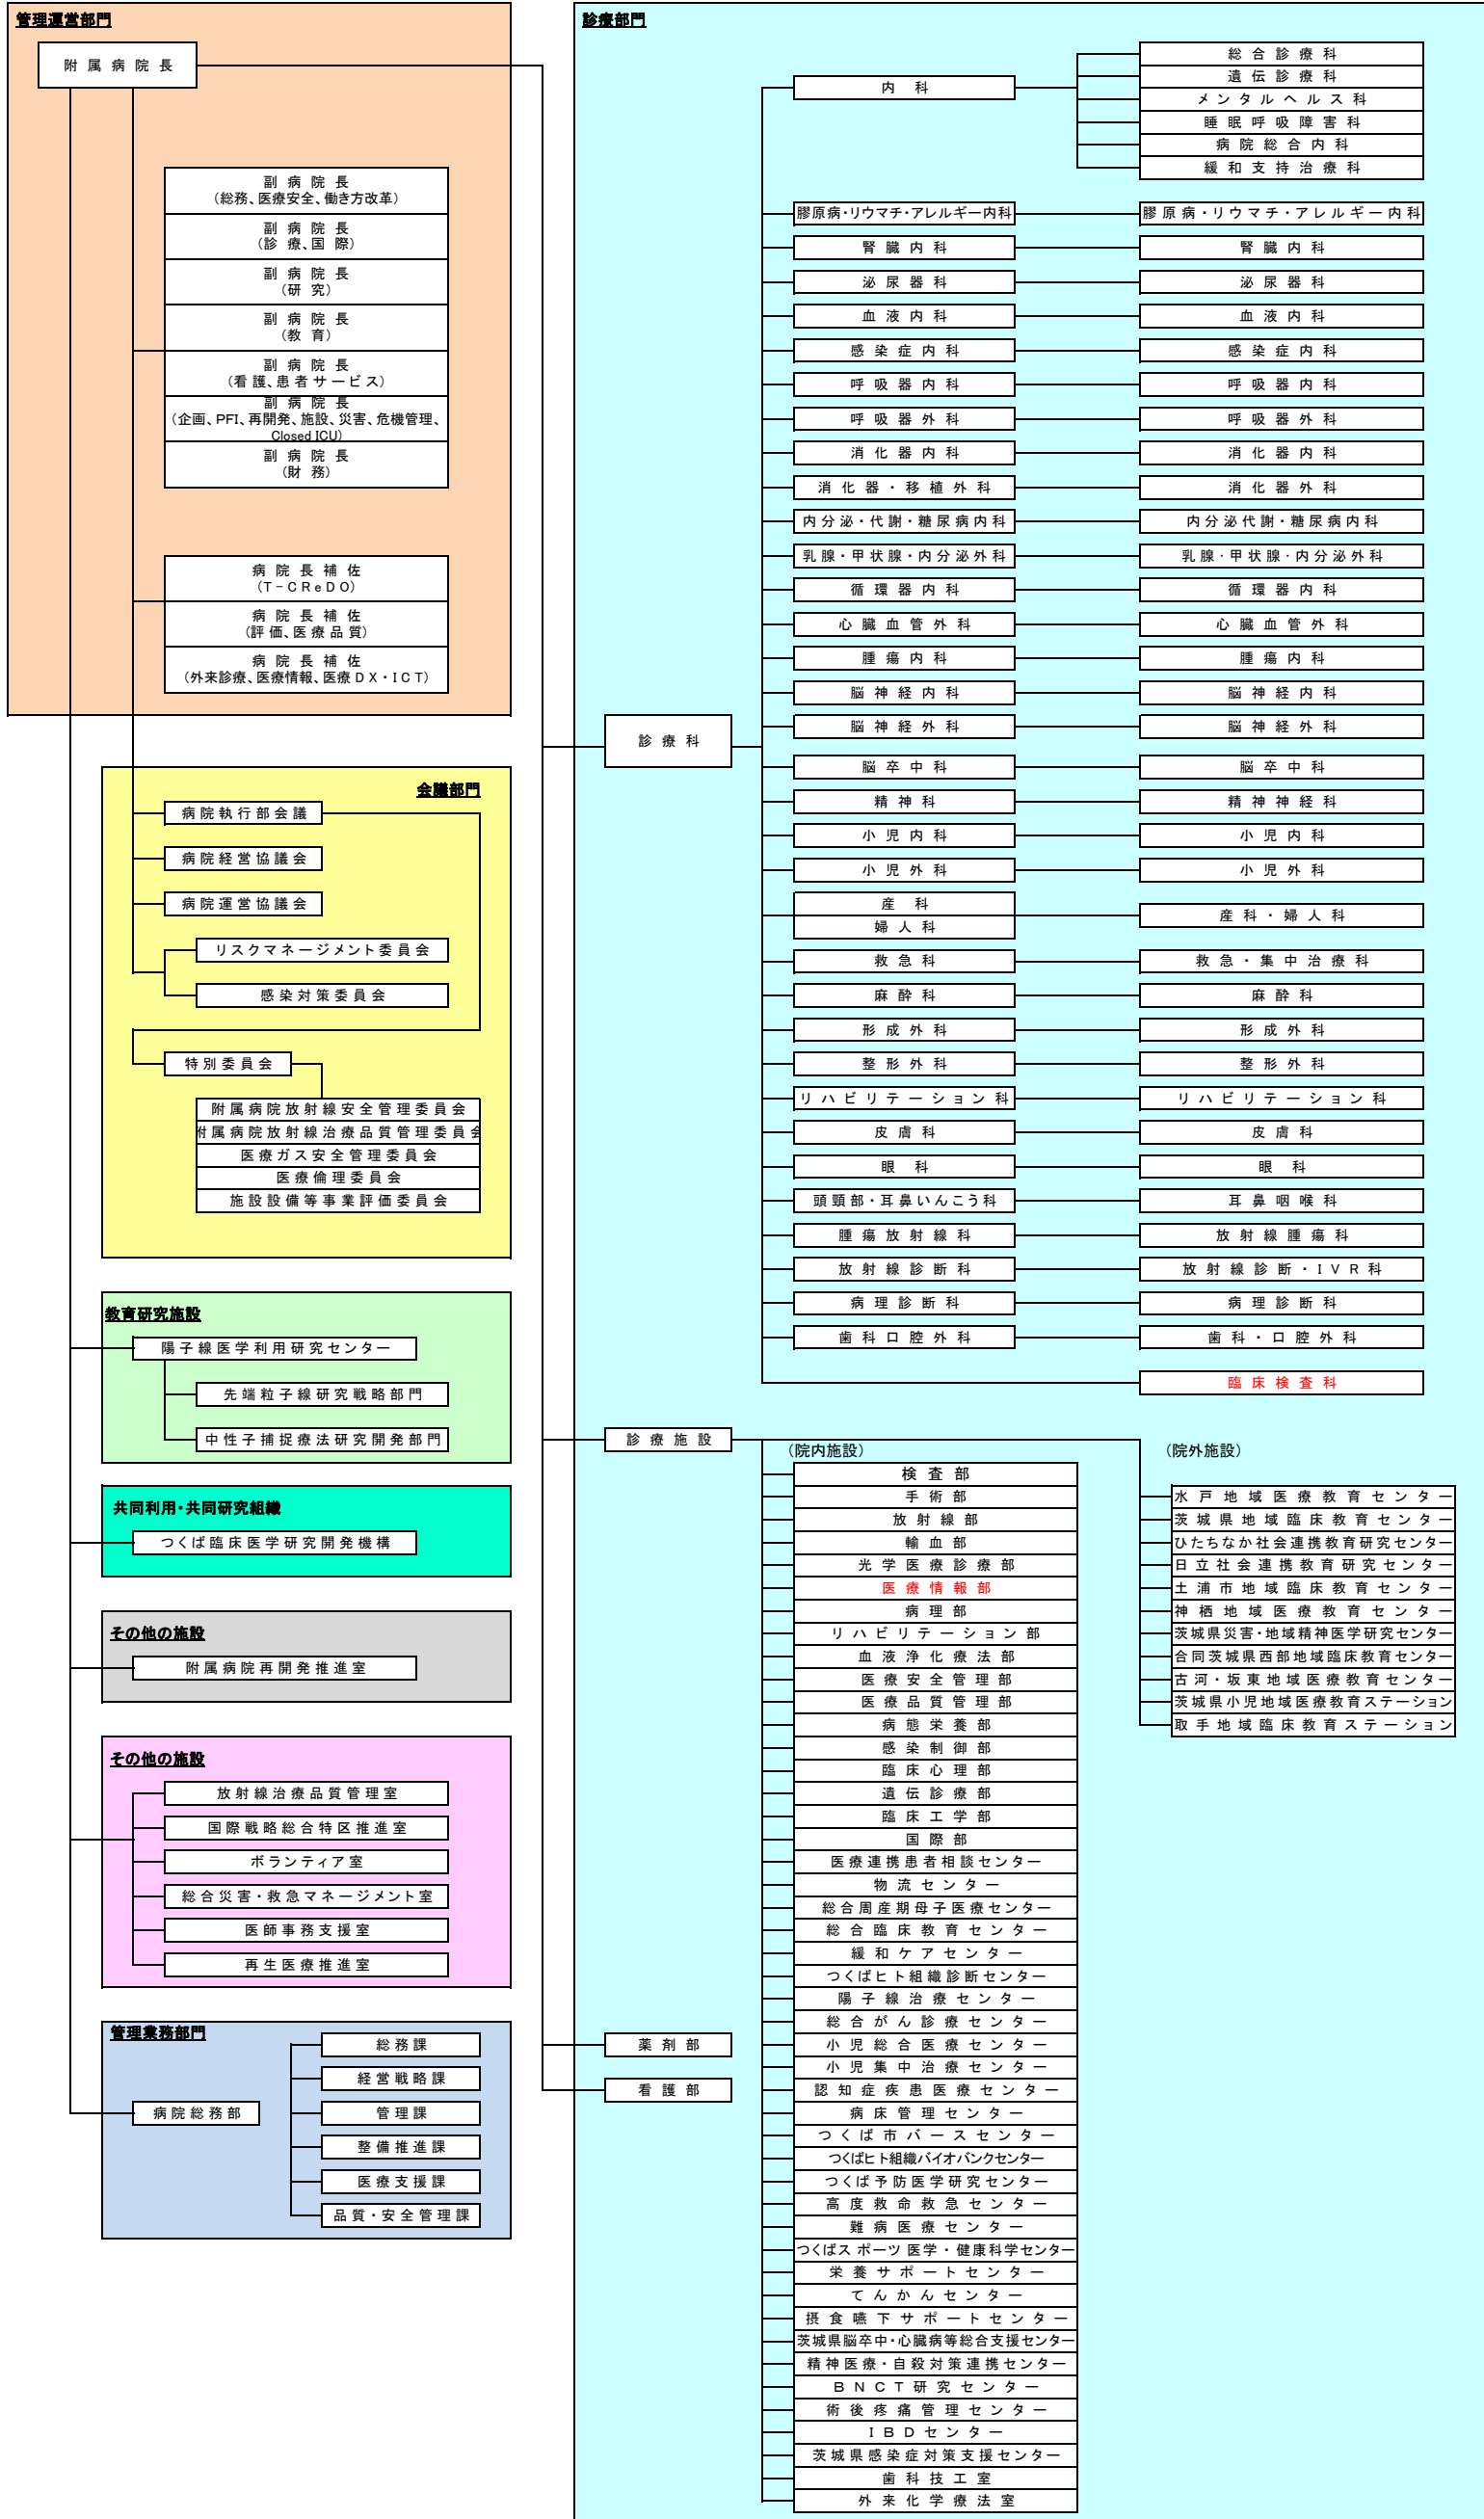 管理運営部門
附属病院長
副病院長
(総務、医療安全、働き方改革)
副病院長
(診療、国際)
副病院長
(研究)
副病院長
(教育)
副病院長
(看護、患者サービス)
副病院長
(企画、PFI、再開発、施設、災害、危機管理、
Closed ICU)
副病院長
(財務)
病院長補佐
(T-CReDO)
病院長補佐
(評価、医療品質)
病院長補佐
(外来診療、医療情報、医療DX・ICT)
会議部門
病院執行部会議
病院経営協議会
病院運営協議会
リスクマネージメント委員会
感染対策委員会
特別委員会
附属病院放射線安全管理委員会
附属病院放射線治療品質管理委員会
医療ガス安全管理委員会
医療倫理委員会
施設設備等事業評価委員会
教育研究施設
陽子線医学利用研究センター
先端粒子線研究戦略部門
中性子捕捉療法研究開発部門
共同利用・共同研究組織
つくば臨床医学研究開発機構
その他の施設
附属病院再開発推進室
その他の施設
放射線治療品質管理室
国際戦略総合特区推進室
ボランティア室
総合災害・救急マネージメント室
医師事務支援室
再生医療推進室
管理業務部門
病院総務部
総務課
経営戦略課
管理課
整備推進課
医療支援課
品質・安全管理課
診療部門
診療科
内科
総合診療科
遺伝診療科
メンタルヘルス科
睡眠呼吸障害科
病院総合内科
緩和支持治療科
膠原病・リウマチ・アレルギー内科
膠原病・リウマチ・アレルギー内科
腎臓内科
腎臓内科
泌尿器科
泌尿器科
血液内科
血液内科
感染症内科
感染症内科
呼吸器内科
呼吸器内科
呼吸器外科
呼吸器外科
消化器内科
消化器内科
消化器・移植外科
消化器外科
内分泌・代謝・糖尿病内科
内分泌代謝・糖尿病内科
乳腺・甲状腺・内分泌外科
乳腺・甲状腺・内分泌外科
循環器内科
循環器内科
心臓血管外科
心臓血管外科
腫瘍内科
腫瘍内科
脳神経内科
脳神経内科
脳神経外科
脳神経外科
脳卒中科
脳卒中科
精神科
精神神経科
小児内科
小児内科
小児外科
小児外科
産科
婦人科
産科・婦人科
救急科
救急・集中治療科
麻酔科
麻酔科
形成外科
形成外科
整形外科
整形外科
リハビリテーション科
リハビリテーション科
皮膚科
皮膚科
眼科
眼科
頭頸部・耳鼻いんこう科
耳鼻咽喉科
腫瘍放射線科
放射線腫瘍科
放射線診断科
放射線診断・IVR科
病理診断科
病理診断科
歯科口腔外科
歯科・口腔外科
臨床検査科
診療施設
(院内施設)
検査部
手術部
放射線部
輸血部
光学医療診療部
医療情報部
病理部
リハビリテーション部
血液浄化療法部
医療安全管理部
医療品質管理部
病態栄養部
感染制御部
臨床心理部
遺伝診療部
臨床工学部
国際部
医療連携患者相談センター
物流センター
総合周産期母子医療センター
総合臨床教育センター
緩和ケアセンター
つくばヒト組織診断センター
陽子線治療センター
総合がん診療センター
小児総合医療センター
小児集中治療センター
認知症疾患医療センター
病床管理センター
つくば市バースセンター
つくばヒト組織バイオバンクセンター
つくば予防医学研究センター
高度救命救急センター
難病医療センター
つくばスポーツ医学・健康科学センター
栄養サポートセンター
てんかんセンター
摂食嚥下サポートセンター
茨城県脳卒中・心臓病等総合支援センター
精神医療・自殺対策連携センター
BNCT研究センター
術後疼痛管理センター
IBDセンター
茨城県感染症対策支援センター
歯科技工室
外来化学療法室
(院外施設)
水戸地域医療教育センター
茨城県地域臨床教育センター
ひたちなか社会連携教育研究センター
日立社会連携教育研究センター
土浦市地域臨床教育センター
神栖地域医療教育センター
茨城県災害・地域精神医学研究センター
合同茨城県西部地域臨床教育センター
古河・坂東地域医療教育センター
茨城県小児地域医療教育ステーション
取手地域臨床教育ステーション
薬剤部
看護部